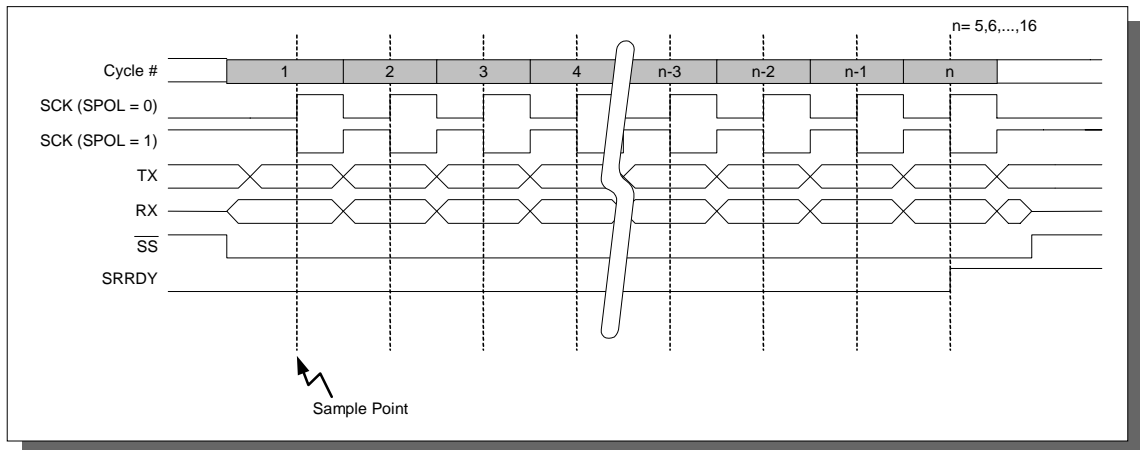 n= 5,6,...,16
Cycle # 1 2 3 4 n-3 n-2 n-1 n
SCK (SPOL = 0)
SCK (SPOL = 1)
TX
RX
SS
SRRDY
Sample Point